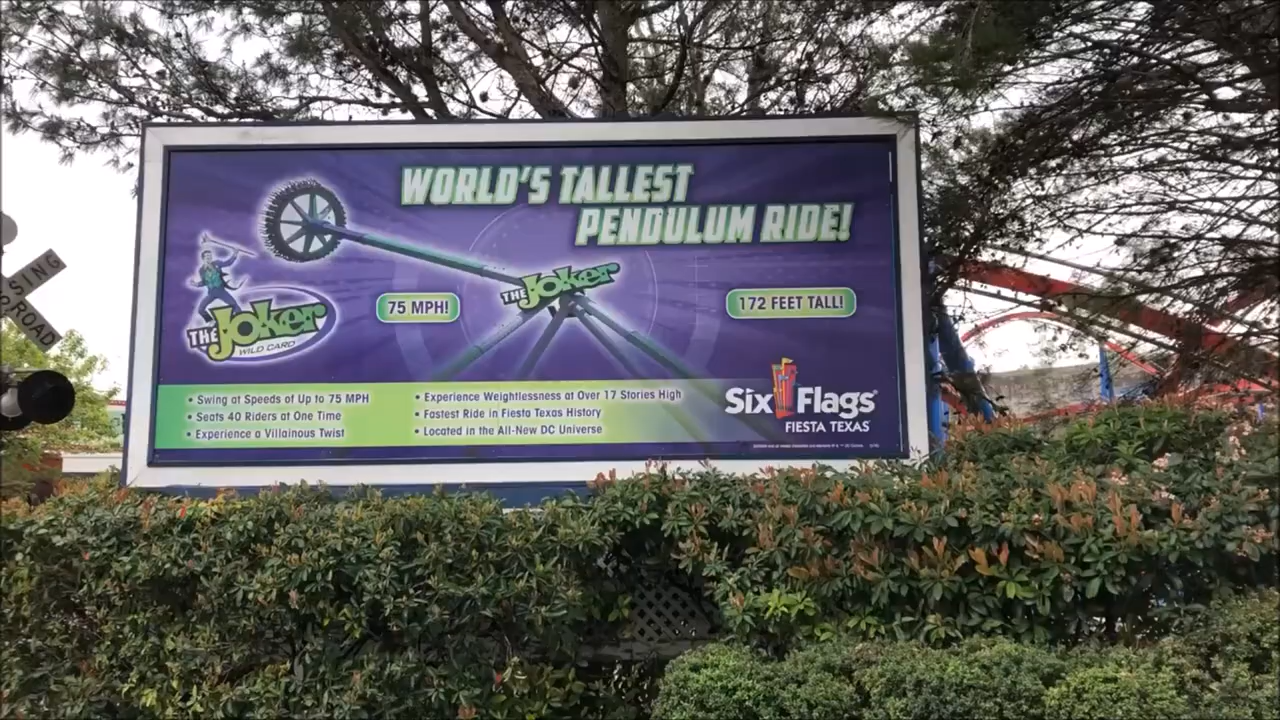 WORLD'S TALLEST
PENDULUM RIDE!
THE JOKER
75 MPH!
172 FEET TALL!
THE JOKER
WILD CARD
• Swing at Speeds of Up to 75 MPH
• Seats 40 Riders at One Time
• Experience a Villainous Twist
• Experience Weightlessness at Over 17 Stories High
• Fastest Ride in Fiesta Texas History
• Located in the All-New DC Universe
Six Flags®
FIESTA TEXAS®
SING
ROAD